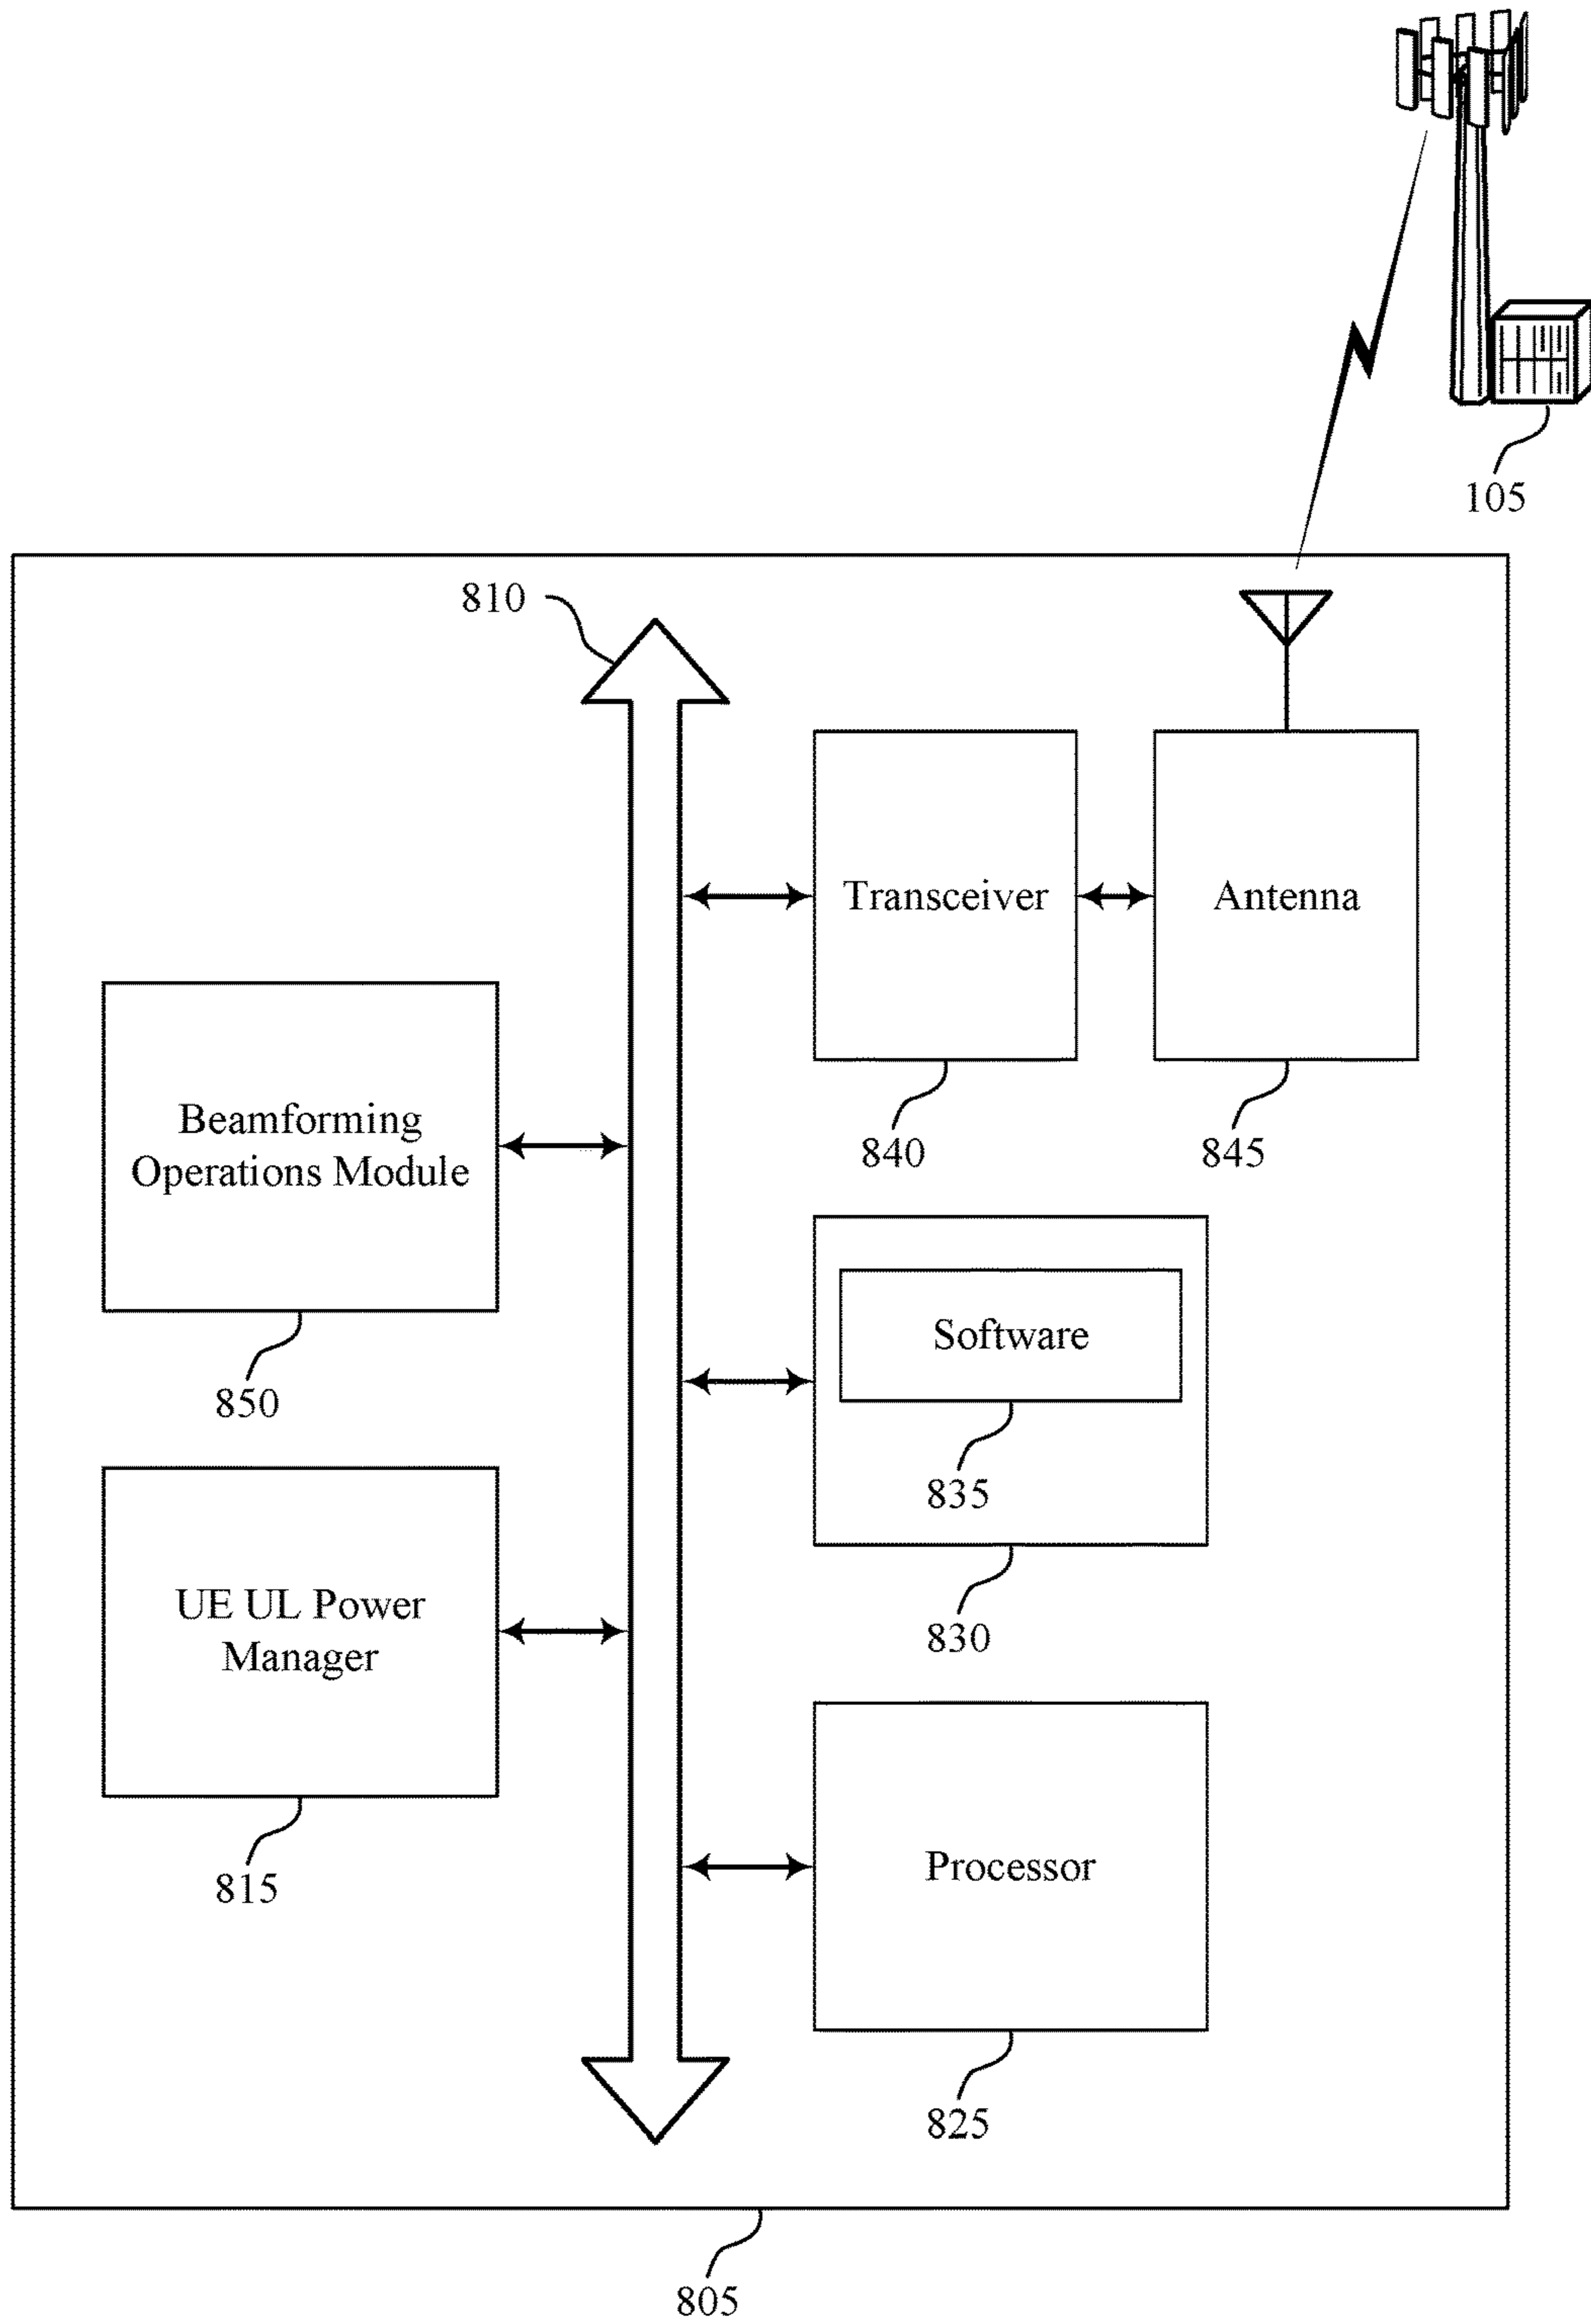 105
810
Transceiver
Antenna
840
845
Beamforming
Operations Module
850
Software
835
830
UE UL Power
Manager
815
Processor
825
805